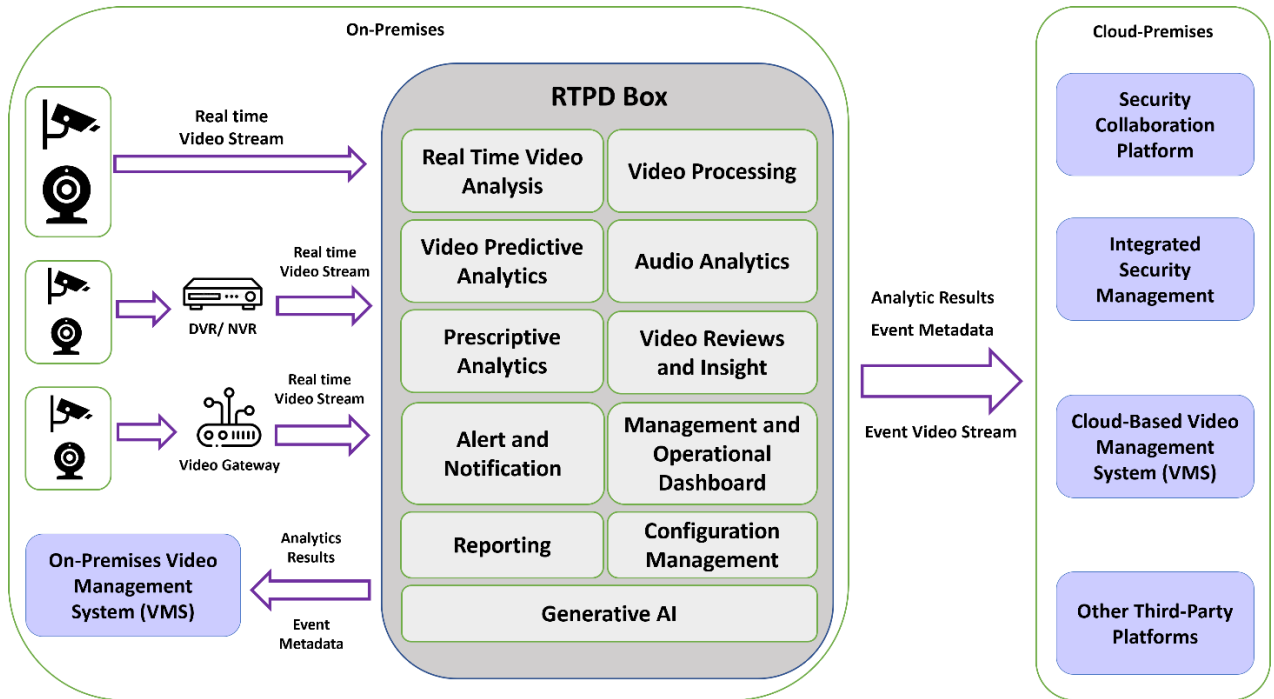 On-Premises
Real time
Video Stream
Real time
Video Stream
DVR/ NVR
Real time
Video Stream
Video Gateway
On-Premises Video
Management
System (VMS)
Analytics
Results
Event
Metadata
RTPD Box
Real Time Video
Analysis
Video Processing
Video Predictive
Analytics
Audio Analytics
Prescriptive
Analytics
Video Reviews
and Insight
Alert and
Notification
Management and
Operational
Dashboard
Reporting
Configuration
Management
Generative AI
Analytic Results
Event Metadata
Event Video Stream
Cloud-Premises
Security
Collaboration
Platform
Integrated
Security
Management
Cloud-Based Video
Management
System (VMS)
Other Third-Party
Platforms